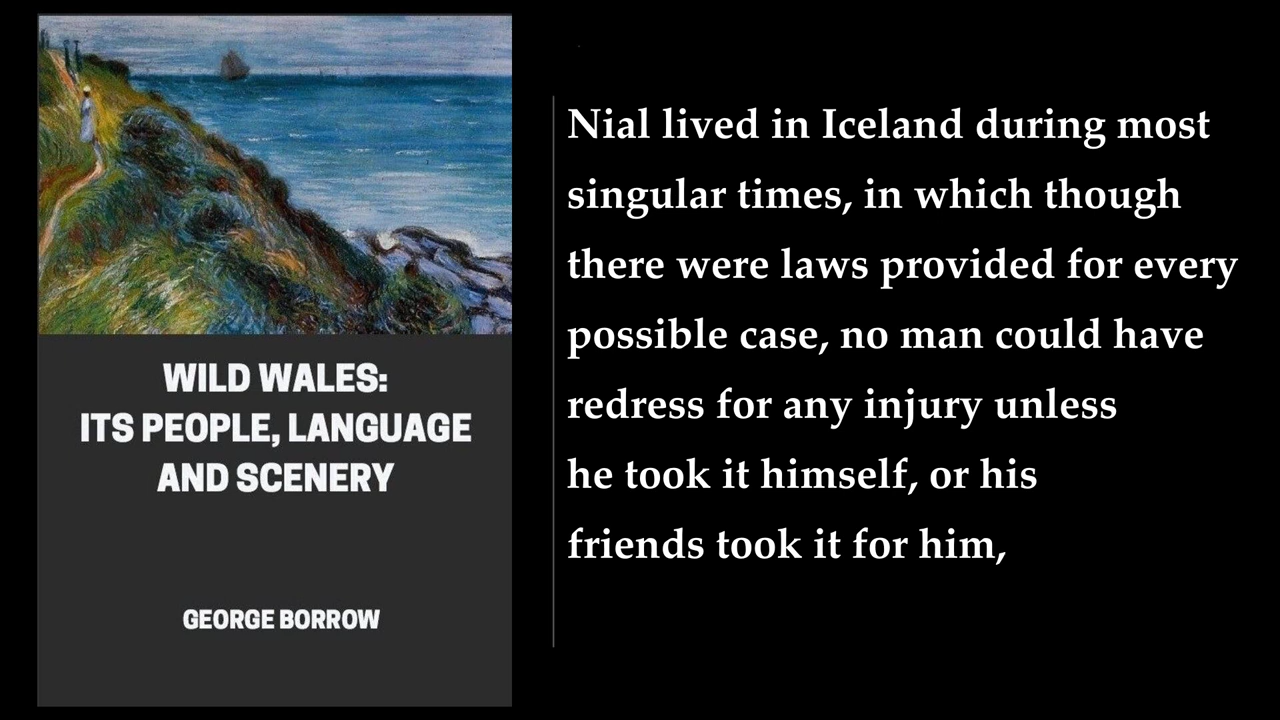 WILD WALES:
ITS PEOPLE, LANGUAGE
AND SCENERY
GEORGE BORROW
Nial lived in Iceland during most
singular times, in which though
there were laws provided for every
possible case, no man could have
redress for any injury unless
he took it himself, or his
friends took it for him,